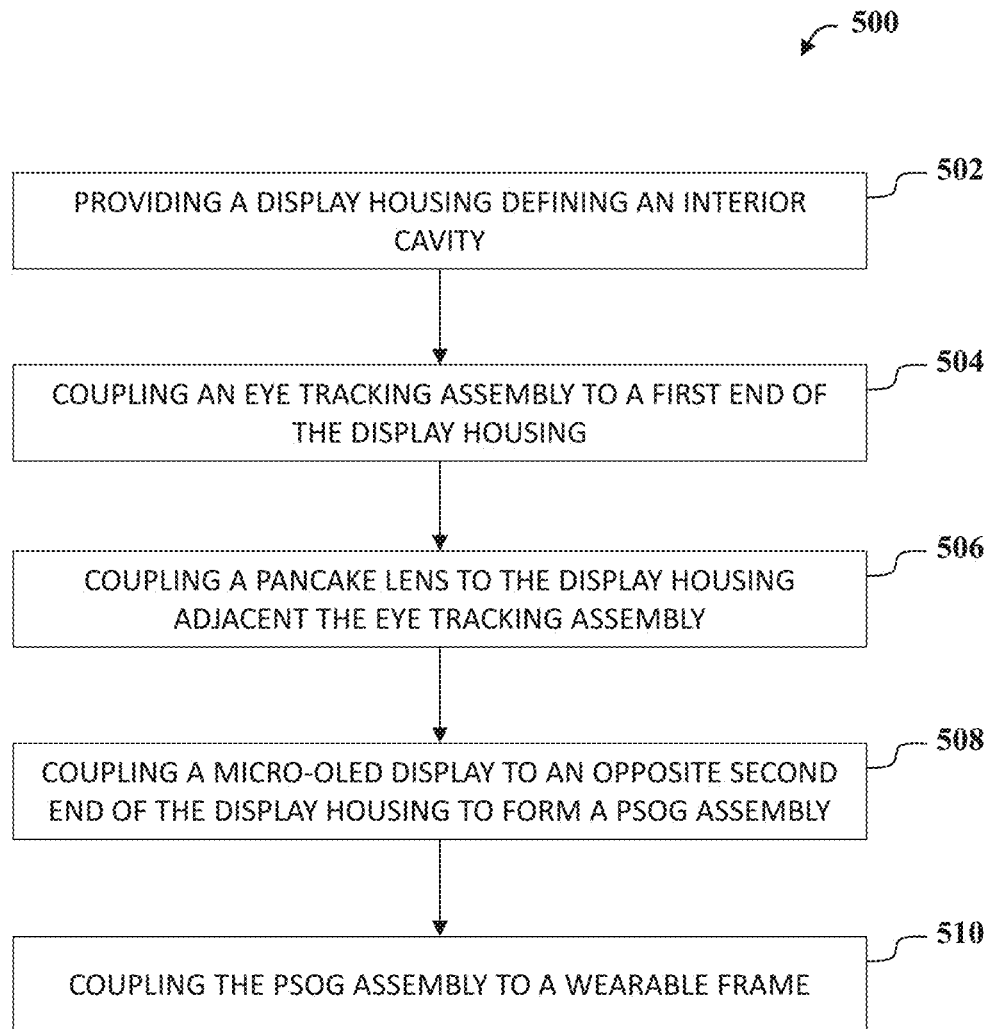 500
502
PROVIDING A DISPLAY HOUSING DEFINING AN INTERIOR
CAVITY
504
COUPLING AN EYE TRACKING ASSEMBLY TO A FIRST END OF
THE DISPLAY HOUSING
506
COUPLING A PANCAKE LENS TO THE DISPLAY HOUSING
ADJACENT THE EYE TRACKING ASSEMBLY
508
COUPLING A MICRO-OLED DISPLAY TO AN OPPOSITE SECOND
END OF THE DISPLAY HOUSING TO FORM A PSOG ASSEMBLY
510
COUPLING THE PSOG ASSEMBLY TO A WEARABLE FRAME